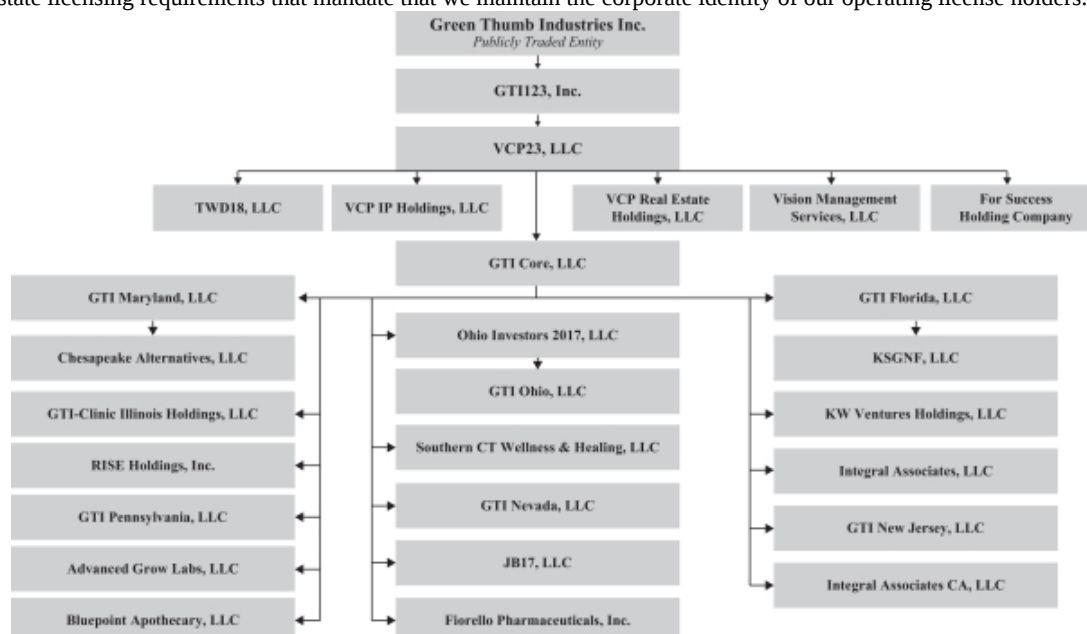 state licensing requirements that mandate that we maintain the corporate identity of our operating license holders.
Green Thumb Industries Inc.
Publicly Traded Entity
GTI123, Inc.
VCP23, LLC
TWD18, LLC
VCP IP Holdings, LLC
VCP Real Estate
Holdings, LLC
Vision Management
Services, LLC
For Success
Holding Company
GTI Core, LLC
GTI Maryland, LLC
Chesapeake Alternatives, LLC
GTI-Clinic Illinois Holdings, LLC
RISE Holdings, Inc.
GTI Pennsylvania, LLC
Advanced Grow Labs, LLC
Bluepoint Apothecary, LLC
Ohio Investors 2017, LLC
GTI Ohio, LLC
Southern CT Wellness & Healing, LLC
GTI Nevada, LLC
JB17, LLC
Fiorello Pharmaceuticals, Inc.
GTI Florida, LLC
KSGNF, LLC
KW Ventures Holdings, LLC
Integral Associates, LLC
GTI New Jersey, LLC
Integral Associates CA, LLC